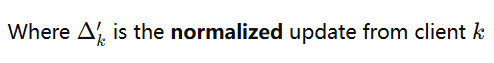 Where Δ′ₖ is the normalized update from client k